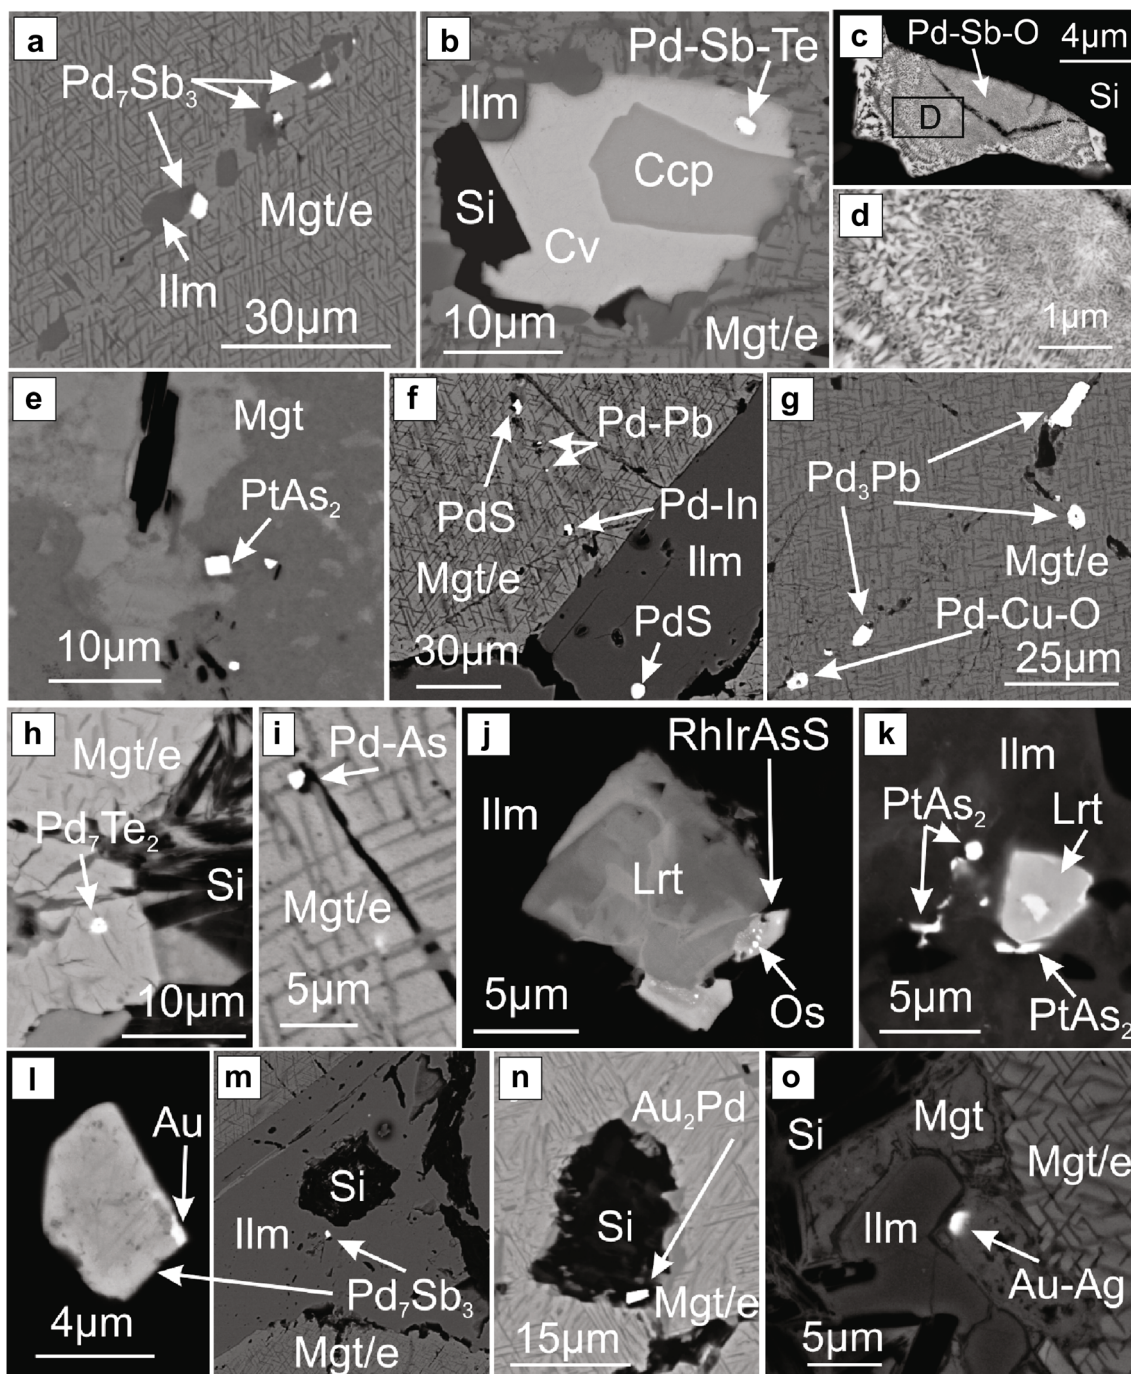 a
Pd₇Sb₃
Mgt/e
Ilm
30µm
b
Pd-Sb-Te
Ilm
Ccp
Si
Cv
10µm
Mgt/e
c
Pd-Sb-O
4µm
Si
D
d
1µm
e
Mgt
PtAs₂
10µm
f
Pd-Pb
PdS
Pd-In
Mgt/e
Ilm
PdS
30µm
g
Pd₃Pb
Mgt/e
Pd-Cu-O
25µm
h
Mgt/e
Pd₇Te₂
Si
10µm
i
Pd-As
Mgt/e
5µm
j
RhIrAsS
Ilm
Lrt
5µm
Os
k
Ilm
PtAs₂
Lrt
5µm
PtAs₂
l
Au
Pd₇Sb₃
4µm
m
Si
Ilm
Mgt/e
n
Au₂Pd
Si
Mgt/e
15µm
o
Si
Mgt
Mgt/e
Ilm
Au-Ag
5µm